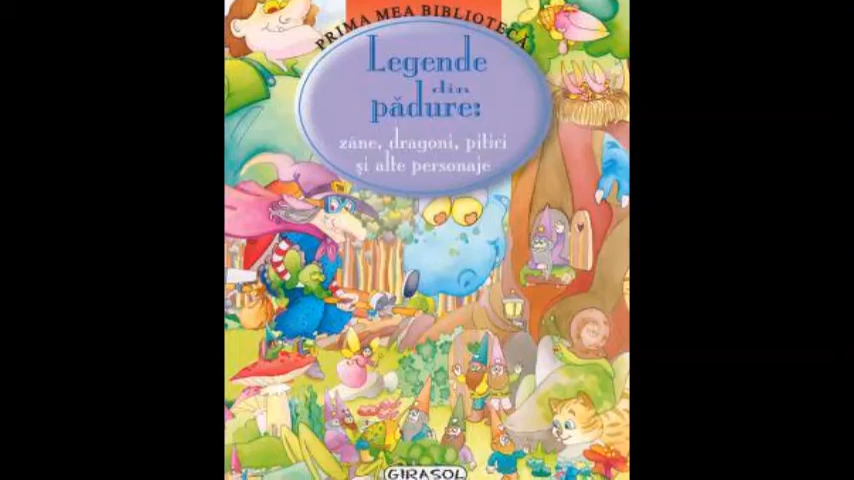 PRIMA MEA BIBLIOTECĂ
Legende
din
pădure:
zâne, dragoni, pitici
și alte personaje
GIRASOL